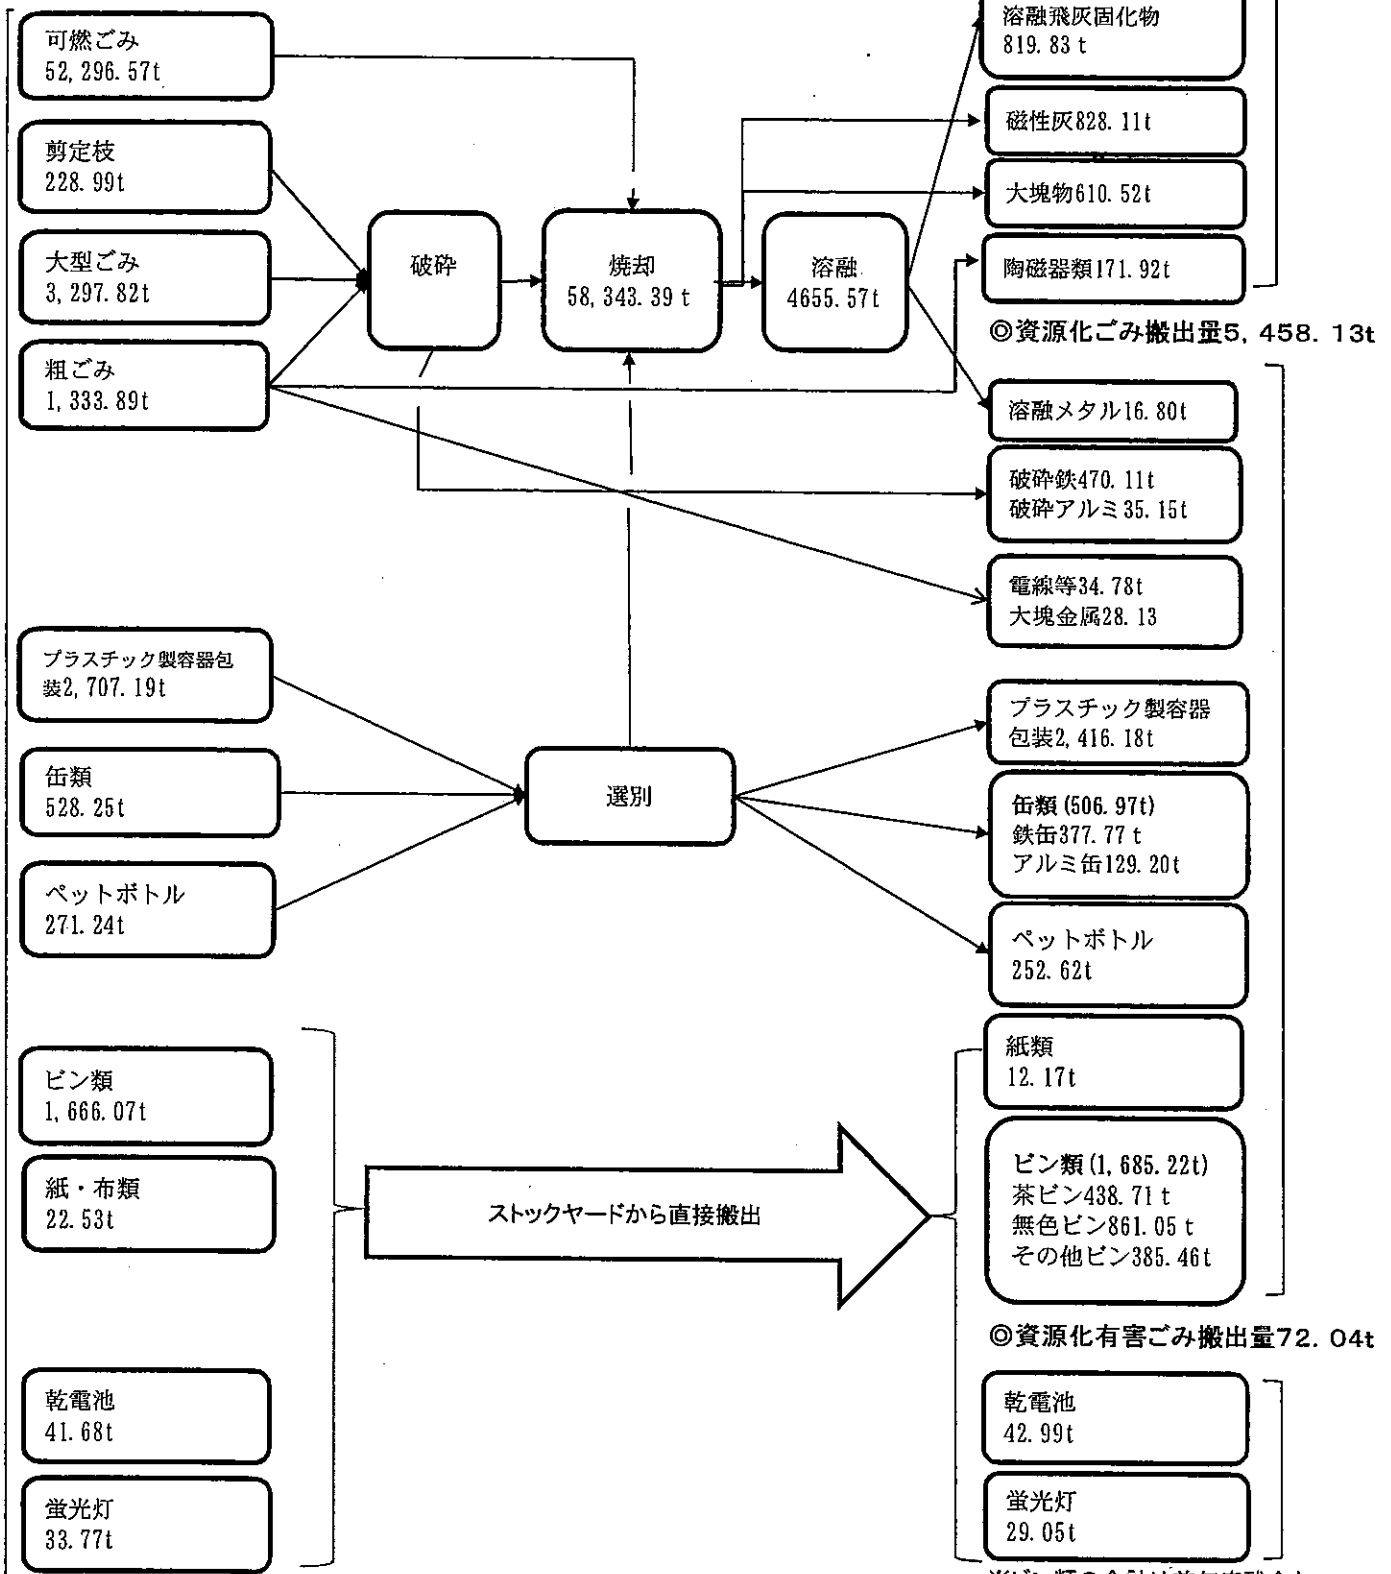 可燃ごみ
52,296.57t
剪定枝
228.99t
大型ごみ
3,297.82t
粗ごみ
1,333.89t
破砕
焼却
58,343.39 t
溶融
4655.57t
溶融飛灰固化物
819.83 t
磁性灰828.11t
大塊物610.52t
陶磁器類171.92t
◎資源化ごみ搬出量5,458.13t
溶融メタル16.80t
破砕鉄470.11t
破砕アルミ35.15t
電線等34.78t
大塊金属28.13
プラスチック製容器包
装2,707.19t
缶類
528.25t
ペットボトル
271.24t
選別
プラスチック製容器
包装2,416.18t
缶類(506.97t)
鉄缶377.77 t
アルミ缶129.20t
ペットボトル
252.62t
ビン類
1,666.07t
紙・布類
22.53t
ストックヤードから直接搬出
紙類
12.17t
ビン類(1,685.22t)
茶ビン438.71 t
無色ビン861.05 t
その他ビン385.46t
◎資源化有害ごみ搬出量72.04t
乾電池
41.68t
蛍光灯
33.77t
乾電池
42.99t
蛍光灯
29.05t